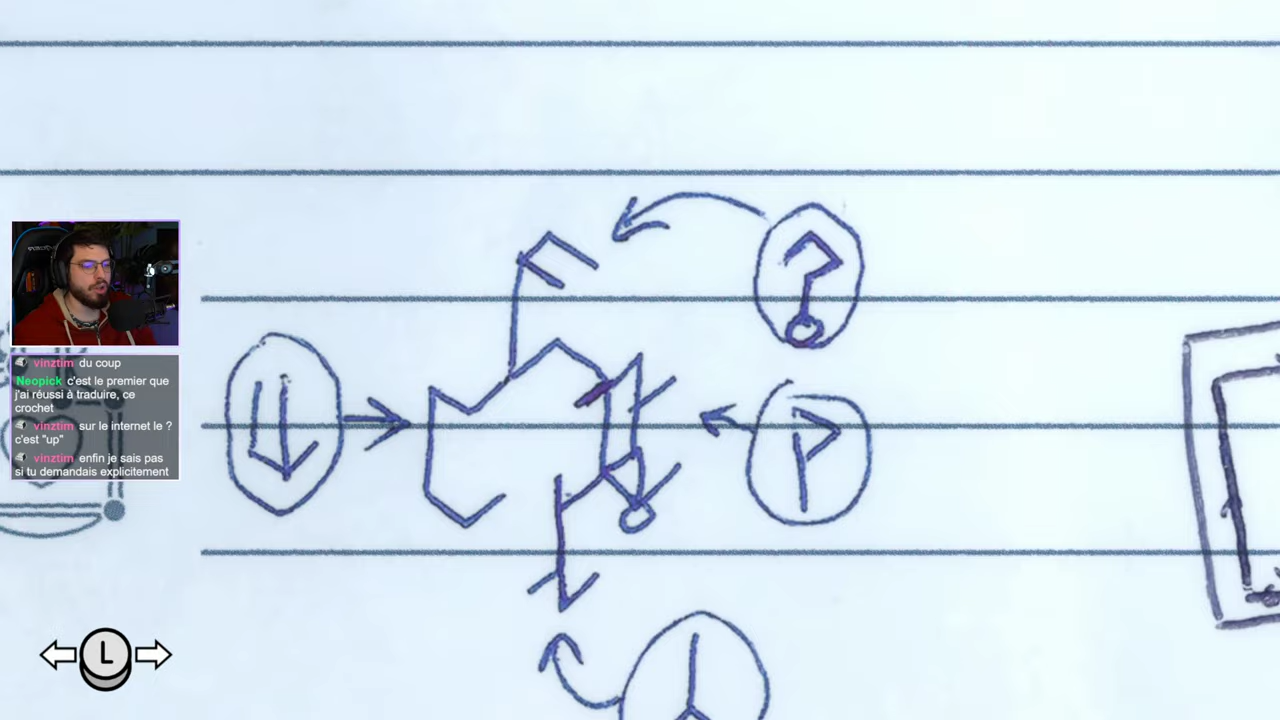 vinztim du coup
Neopick c'est le premier que
j'ai réussi à traduire, ce
crochet
vinztim sur le internet le ?
c'est "up"
vinztim enfin je sais pas
si tu demandais explicitement
L